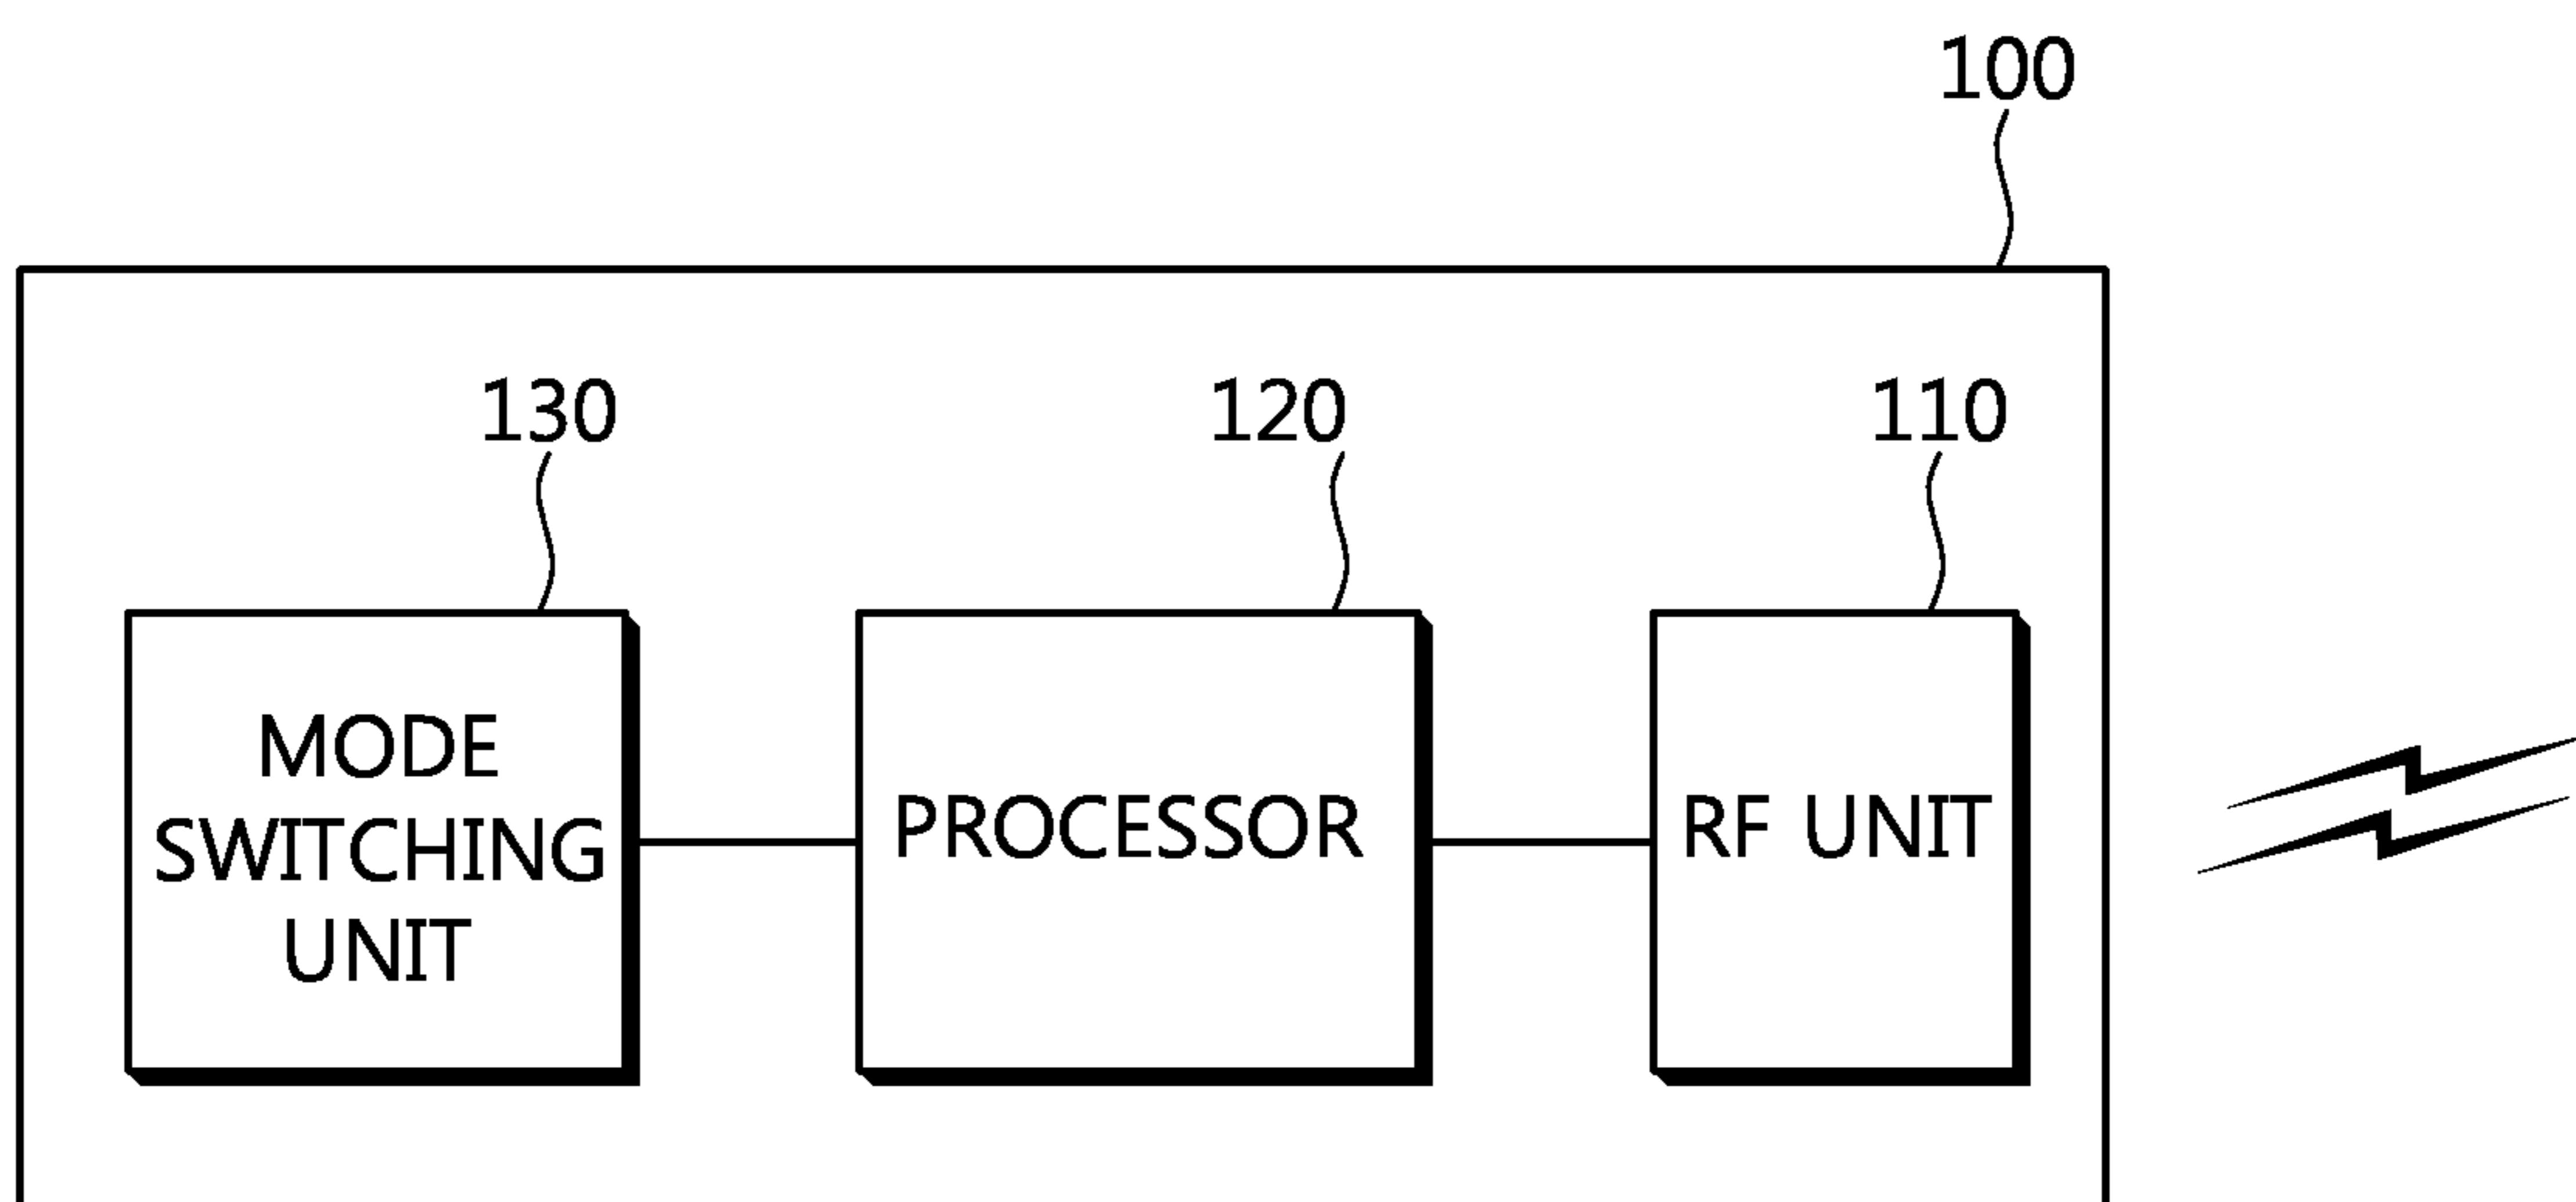 100
130
120
110
MODE
SWITCHING
UNIT
PROCESSOR
RF UNIT